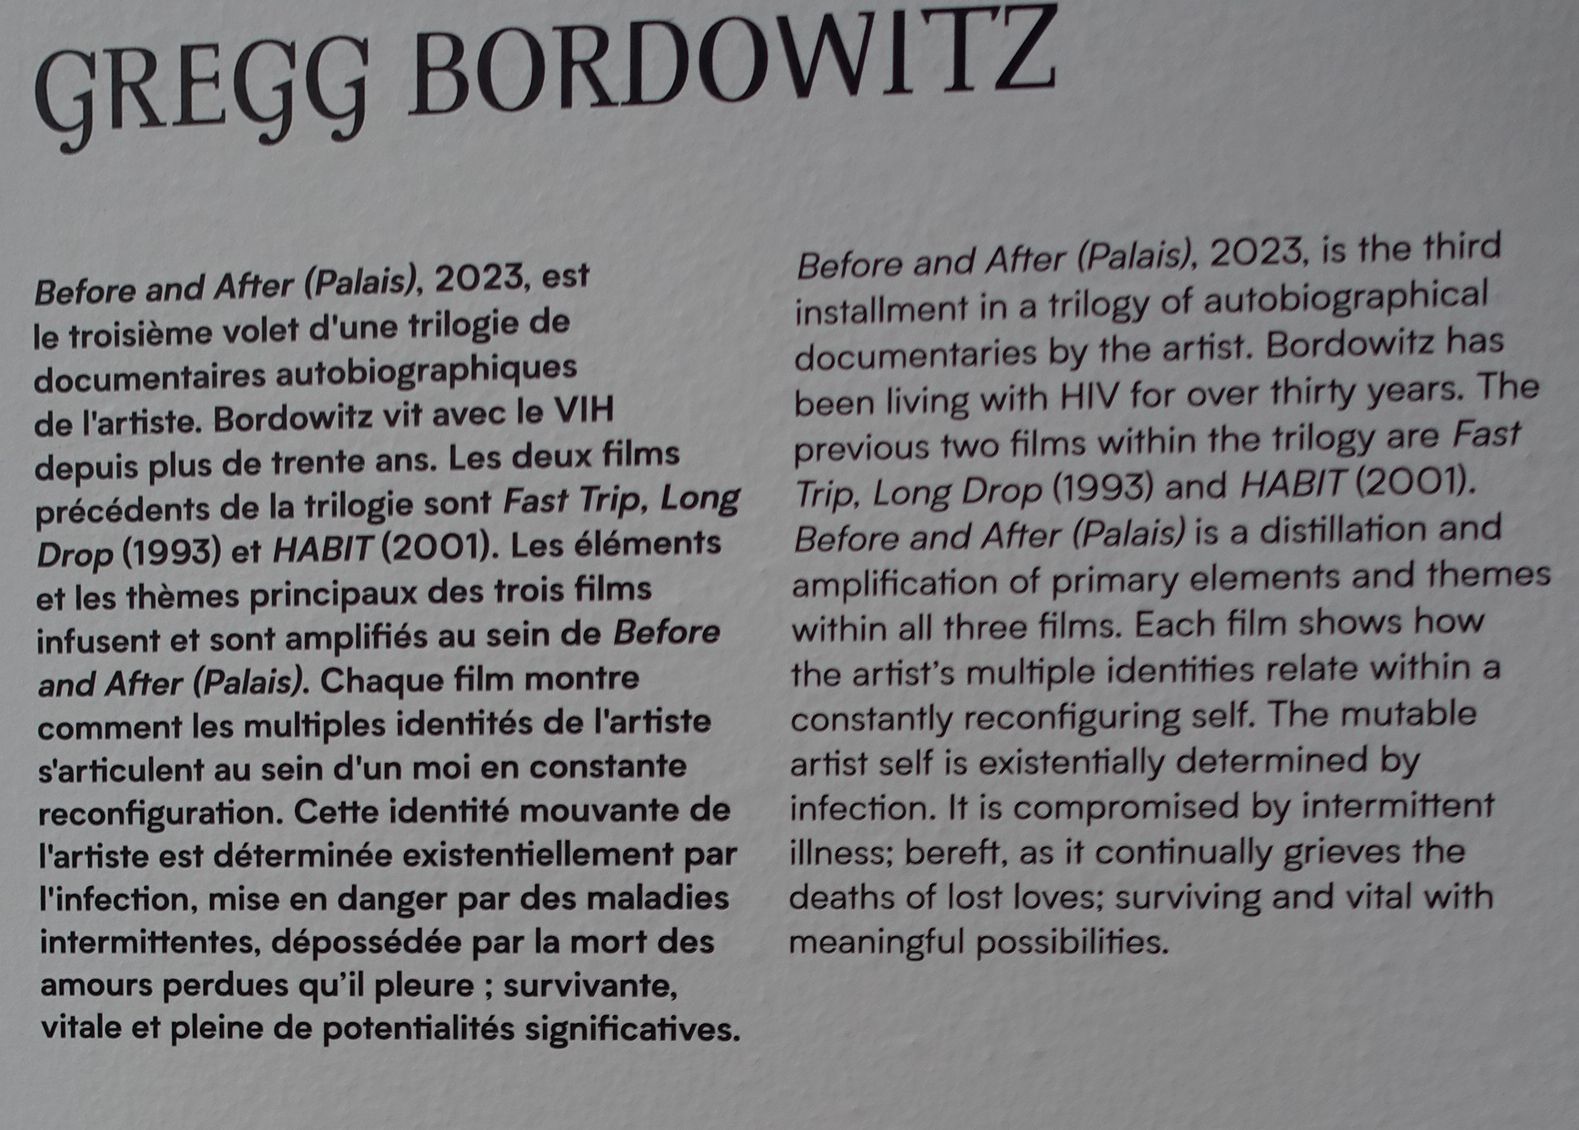 GREGG BORDOWITZ
Before and After (Palais), 2023, est
le troisième volet d'une trilogie de
documentaires autobiographiques
de l'artiste. Bordowitz vit avec le VIH
depuis plus de trente ans. Les deux films
précédents de la trilogie sont Fast Trip, Long
Drop (1993) et HABIT (2001). Les éléments
et les thèmes principaux des trois films
infusent et sont amplifiés au sein de Before
and After (Palais). Chaque film montre
comment les multiples identités de l'artiste
s'articulent au sein d'un moi en constante
reconfiguration. Cette identité mouvante de
l'artiste est déterminée existentiellement par
l'infection, mise en danger par des maladies
intermittentes, dépossédée par la mort des
amours perdues qu’il pleure ; survivante,
vitale et pleine de potentialités significatives.
Before and After (Palais), 2023, is the third
installment in a trilogy of autobiographical
documentaries by the artist. Bordowitz has
been living with HIV for over thirty years. The
previous two films within the trilogy are Fast
Trip, Long Drop (1993) and HABIT (2001).
Before and After (Palais) is a distillation and
amplification of primary elements and themes
within all three films. Each film shows how
the artist’s multiple identities relate within a
constantly reconfiguring self. The mutable
artist self is existentially determined by
infection. It is compromised by intermittent
illness; bereft, as it continually grieves the
deaths of lost loves; surviving and vital with
meaningful possibilities.